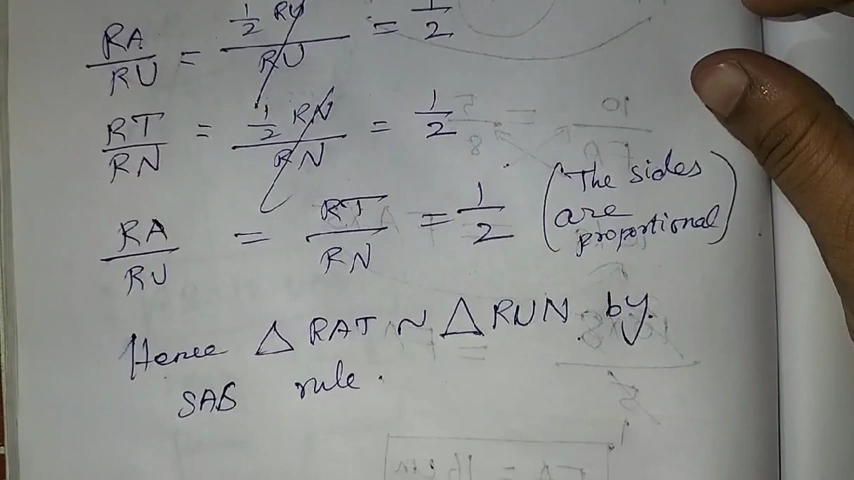 RA/RU = 1/2 RU / RU = 1/2
RT/RN = 1/2 RN / RN = 1/2
RA/RU = RT/RN = 1/2 (The sides are proportional)
Hence △ RAT ~ △ RUN by
SAS rule.